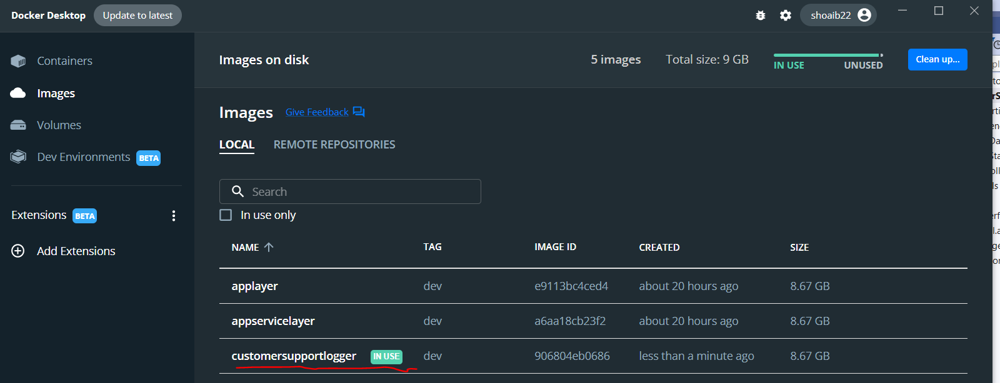 Docker Desktop Update to latest shoaib22
Containers
Images
Volumes
Dev Environments BETA
Extensions BETA
Add Extensions
Images on disk 5 images Total size: 9 GB IN USE UNUSED Clean up...
Images Give Feedback
LOCAL REMOTE REPOSITORIES
Search
In use only
NAME TAG IMAGE ID CREATED SIZE
applayer dev e9113bc4ced4 about 20 hours ago 8.67 GB
appservicelayer dev a6aa18cb23f2 about 20 hours ago 8.67 GB
customersupportlogger IN USE dev 906804eb0686 less than a minute ago 8.67 GB